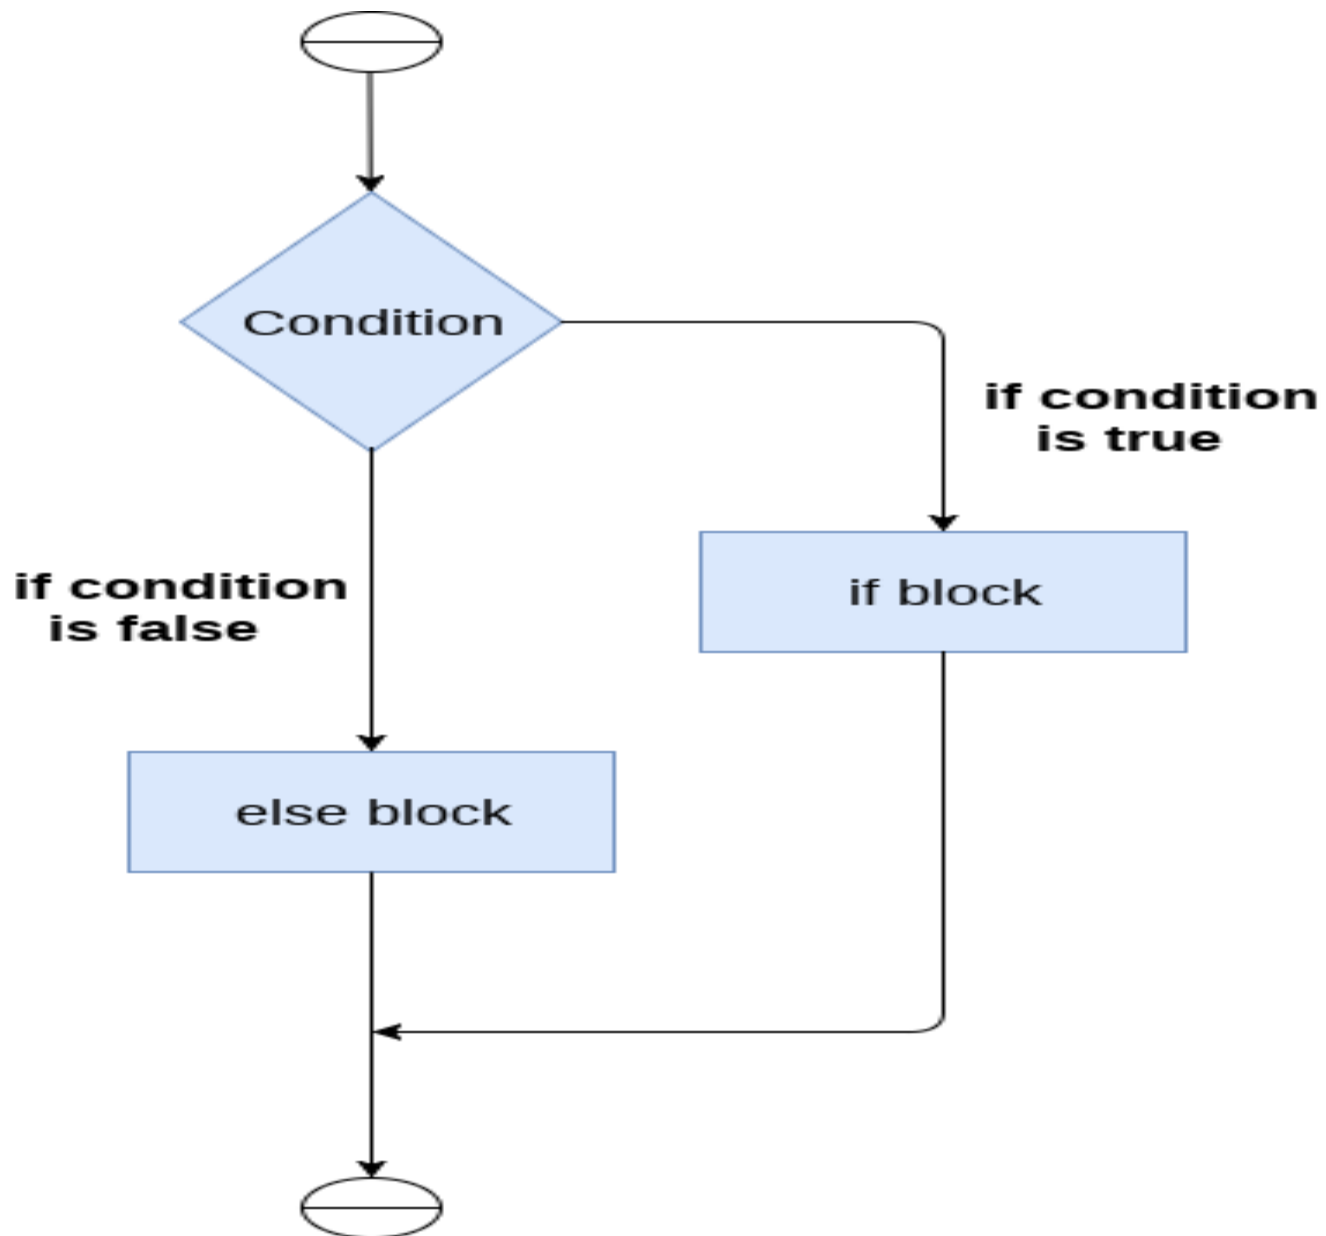 Condition
if condition
is true
if condition
is false
if block
else block